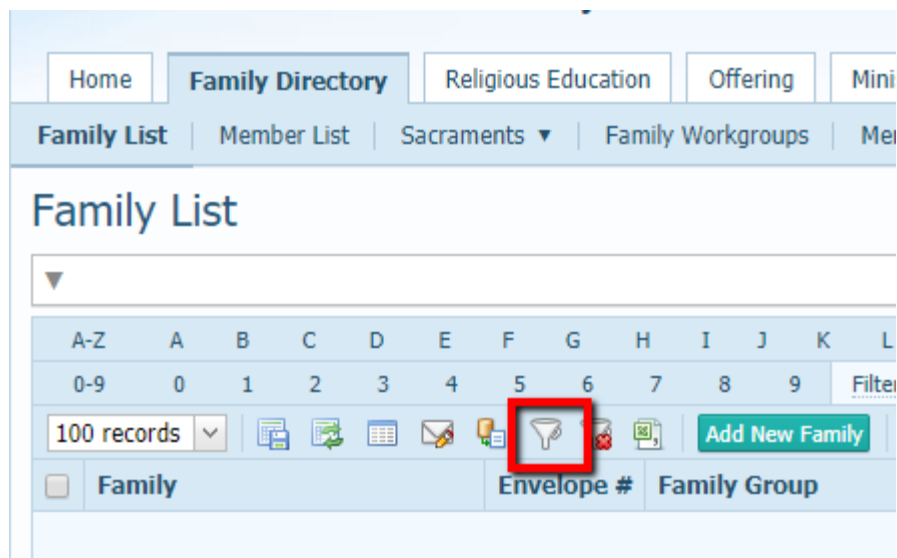 Home Family Directory Religious Education Offering
Family List Member List Sacraments ▼ Family Workgroups
Family List
▼
A-Z A B C D E F G H I J K L
0-9 0 1 2 3 4 5 6 7 8 9 Filter
100 records Add New Family
Family Envelope # Family Group